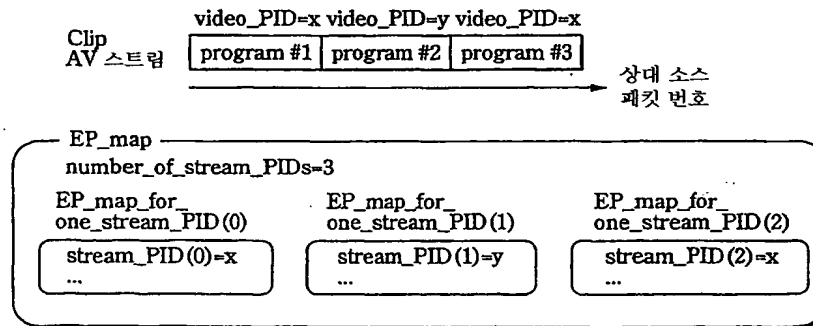 video_PID=x video_PID=y video_PID=x
Clip
AV 스트림
program #1 program #2 program #3
상대 소스
패킷 번호
EP_map
number_of_stream_PIDs=3
EP_map_for_
one_stream_PID(0)
stream_PID(0)=x
...
EP_map_for_
one_stream_PID(1)
stream_PID(1)=y
...
EP_map_for_
one_stream_PID(2)
stream_PID(2)=x
...